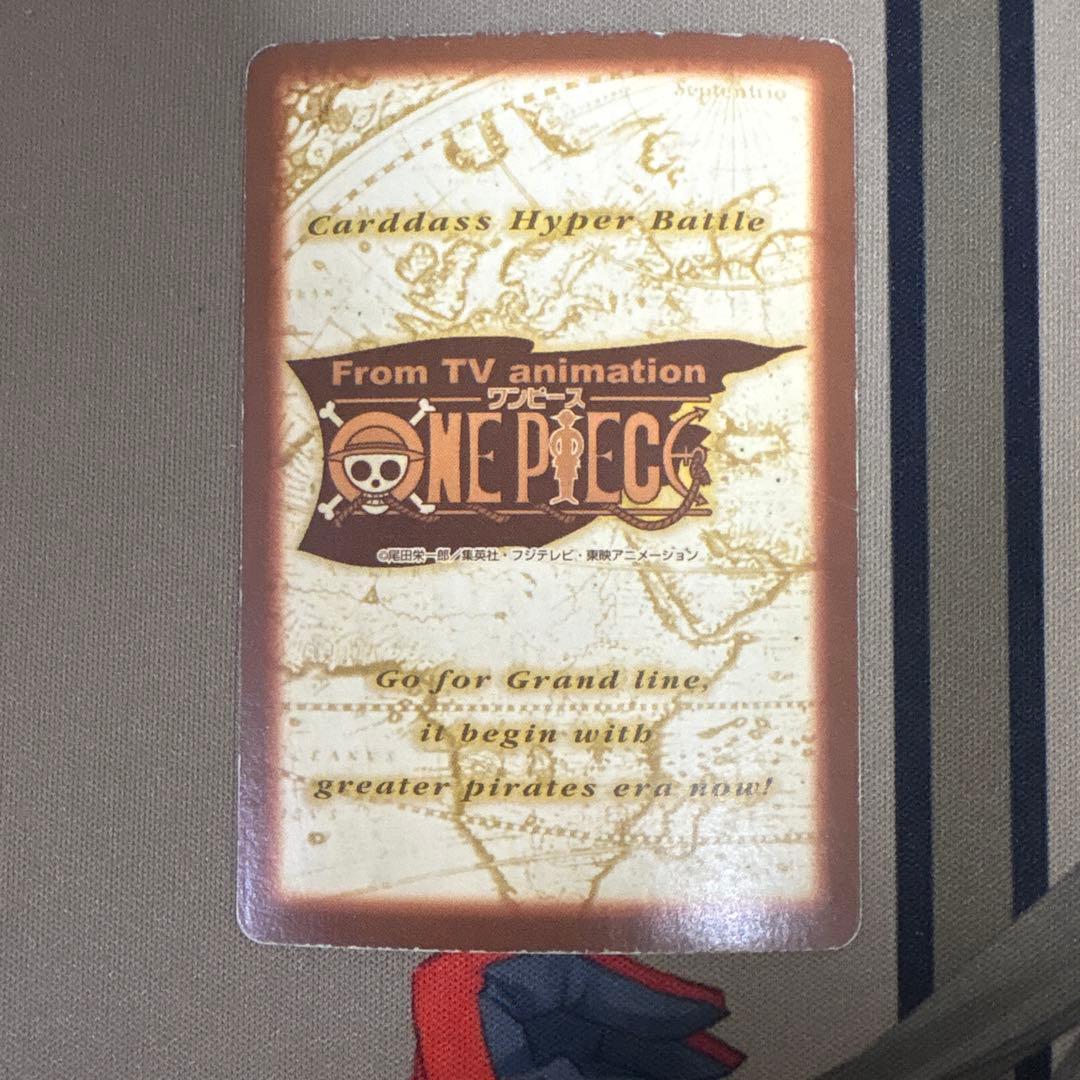 Septentrio
Carddass Hyper Battle
From TV animation
ワンピース
ONE PIECE
©尾田栄一郎/集英社・フジテレビ・東映アニメーション
Go for Grand line,
it begin with
greater pirates era now!